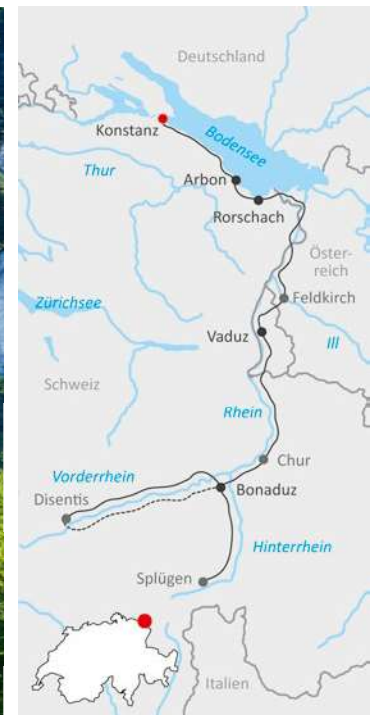 Deutschland
Konstanz
Bodensee
Thur
Arbon
Rorschach
Öster-
reich
Feldkirch
Zürichsee
Vaduz
Ill
Schweiz
Rhein
Chur
Vorderrhein
Bonaduz
Disentis
Hinterrhein
Splügen
Italien